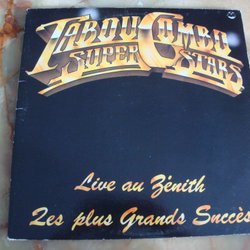 TABOU COMBO
SUPER STARS
Live au Zénith
Les plus Grands Succès